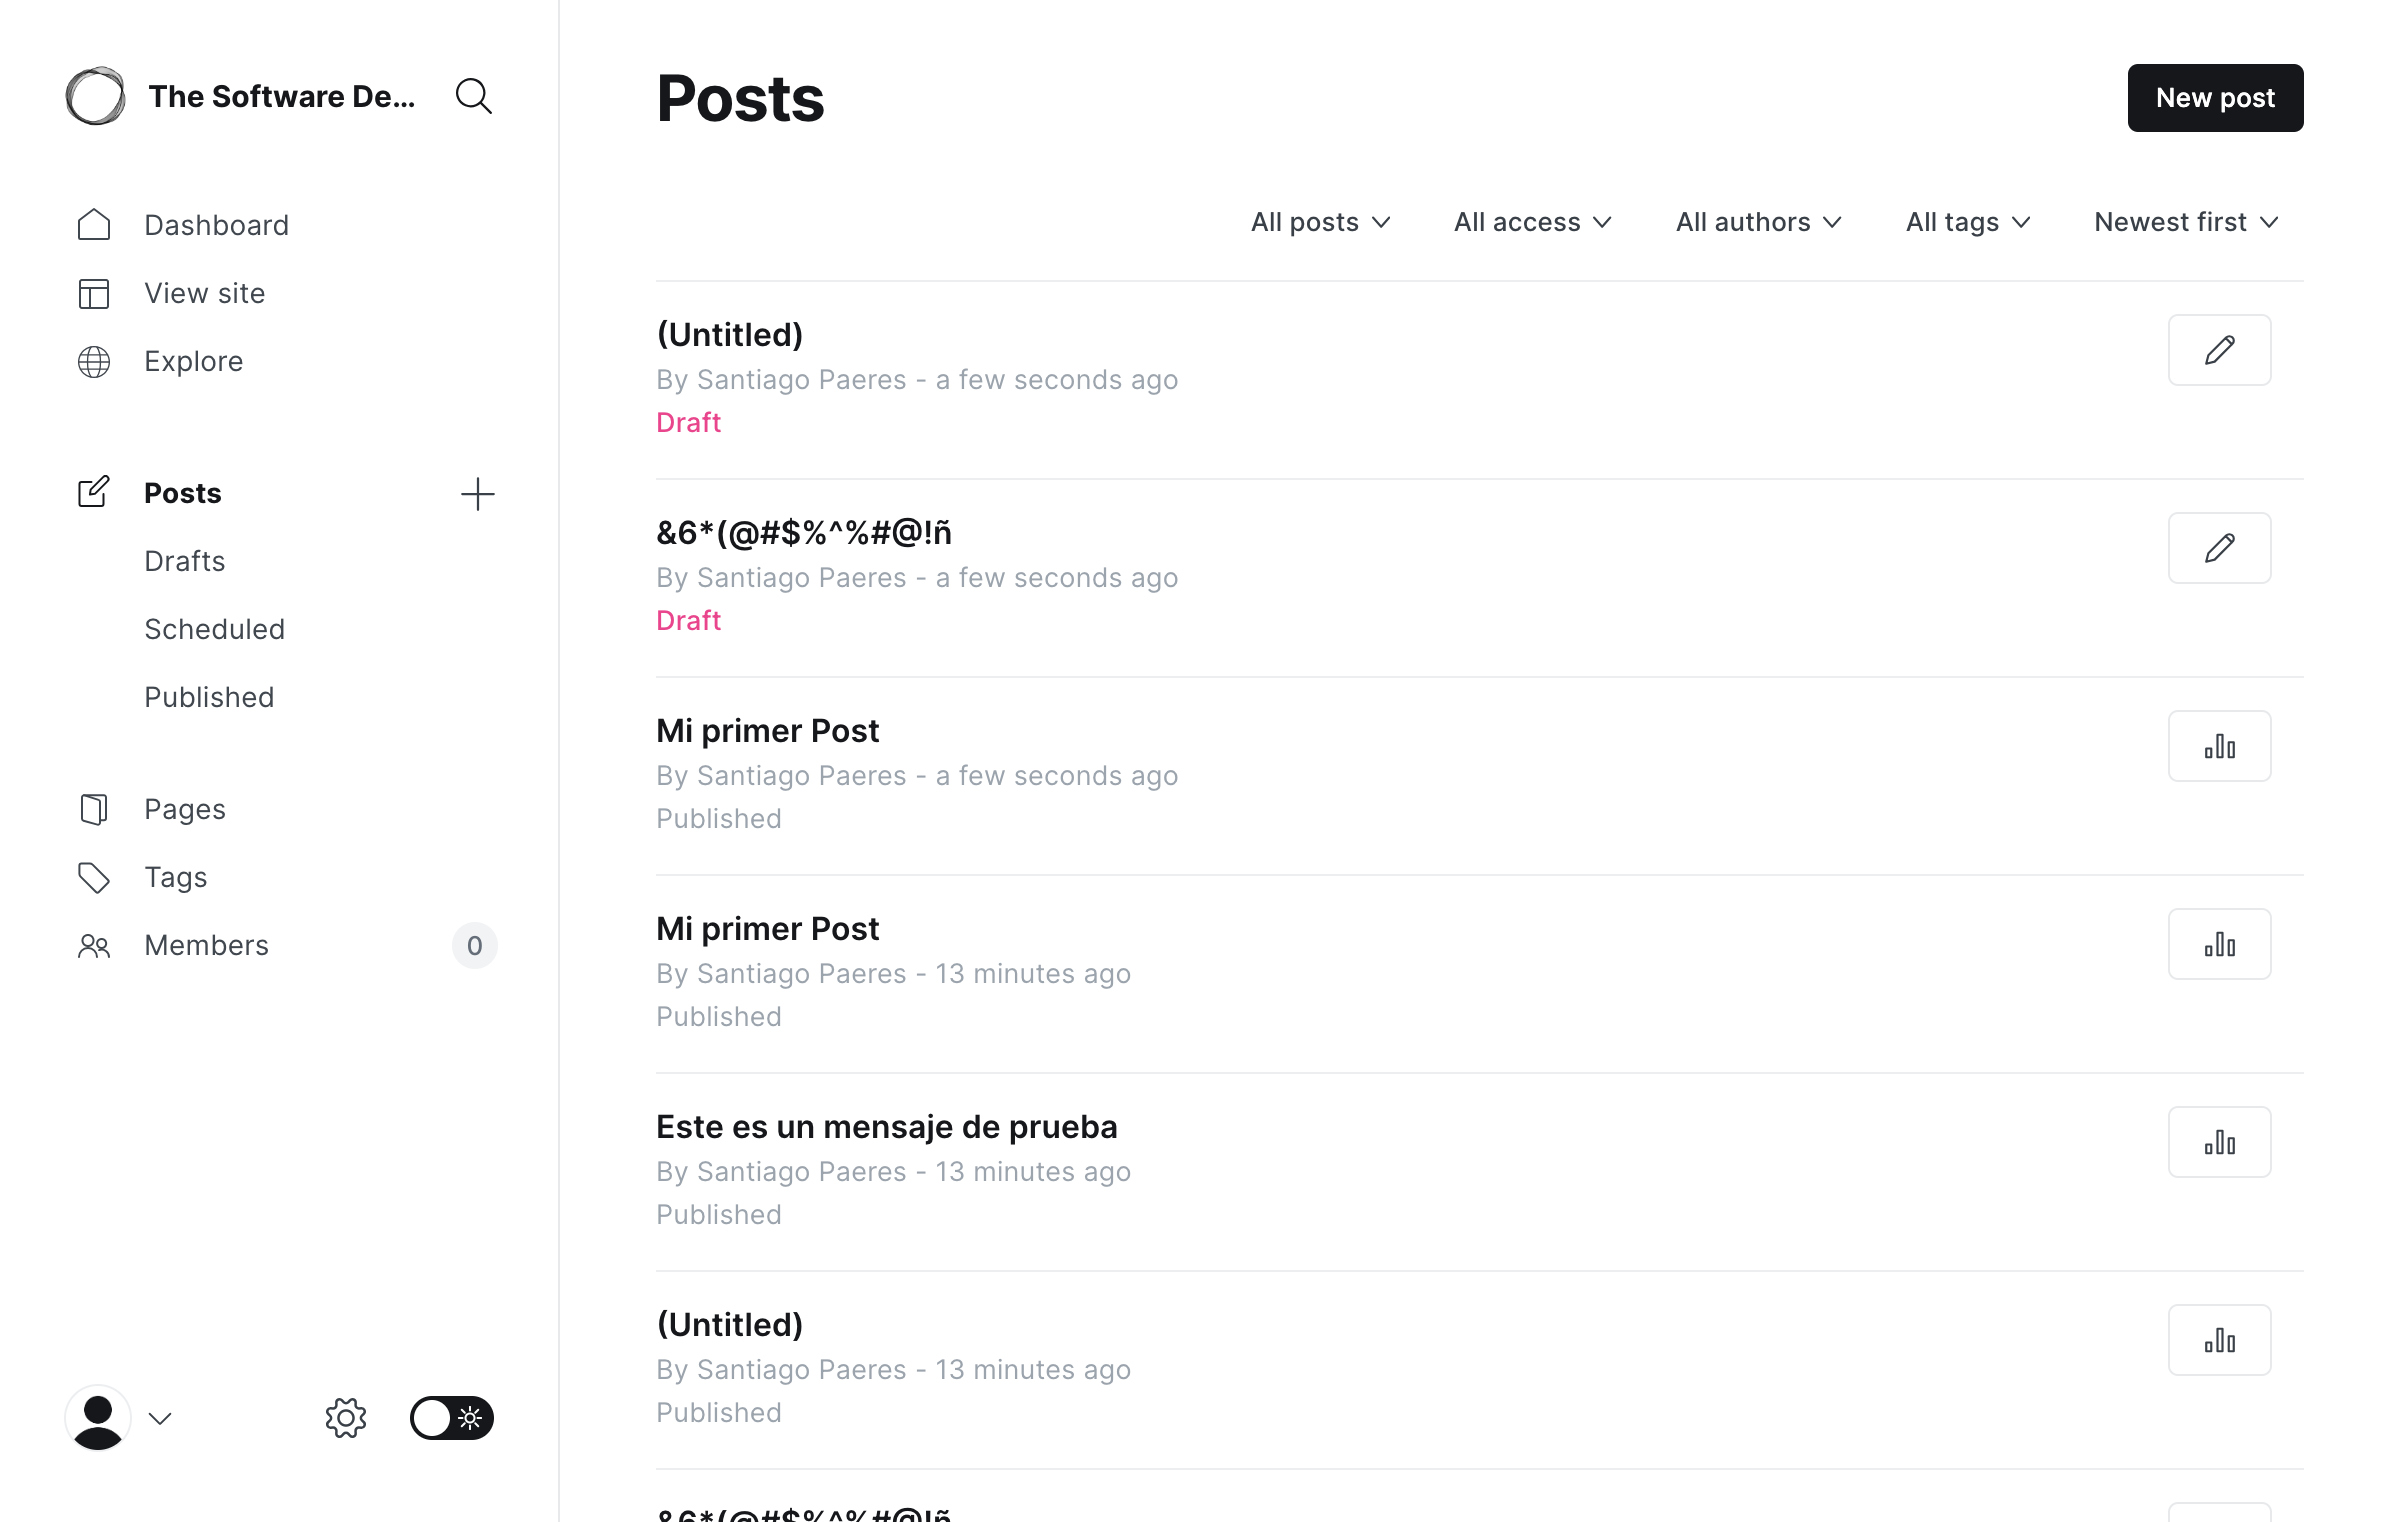 The Software De...
Dashboard
View site
Explore
Posts
Drafts
Scheduled
Published
Pages
Tags
Members 0
Posts
New post
All posts All access All authors All tags Newest first
(Untitled)
By Santiago Paeres - a few seconds ago
Draft
&6*(@#$%^%#@!ñ
By Santiago Paeres - a few seconds ago
Draft
Mi primer Post
By Santiago Paeres - a few seconds ago
Published
Mi primer Post
By Santiago Paeres - 13 minutes ago
Published
Este es un mensaje de prueba
By Santiago Paeres - 13 minutes ago
Published
(Untitled)
By Santiago Paeres - 13 minutes ago
Published
&6*(@#$%^%#@!ñ